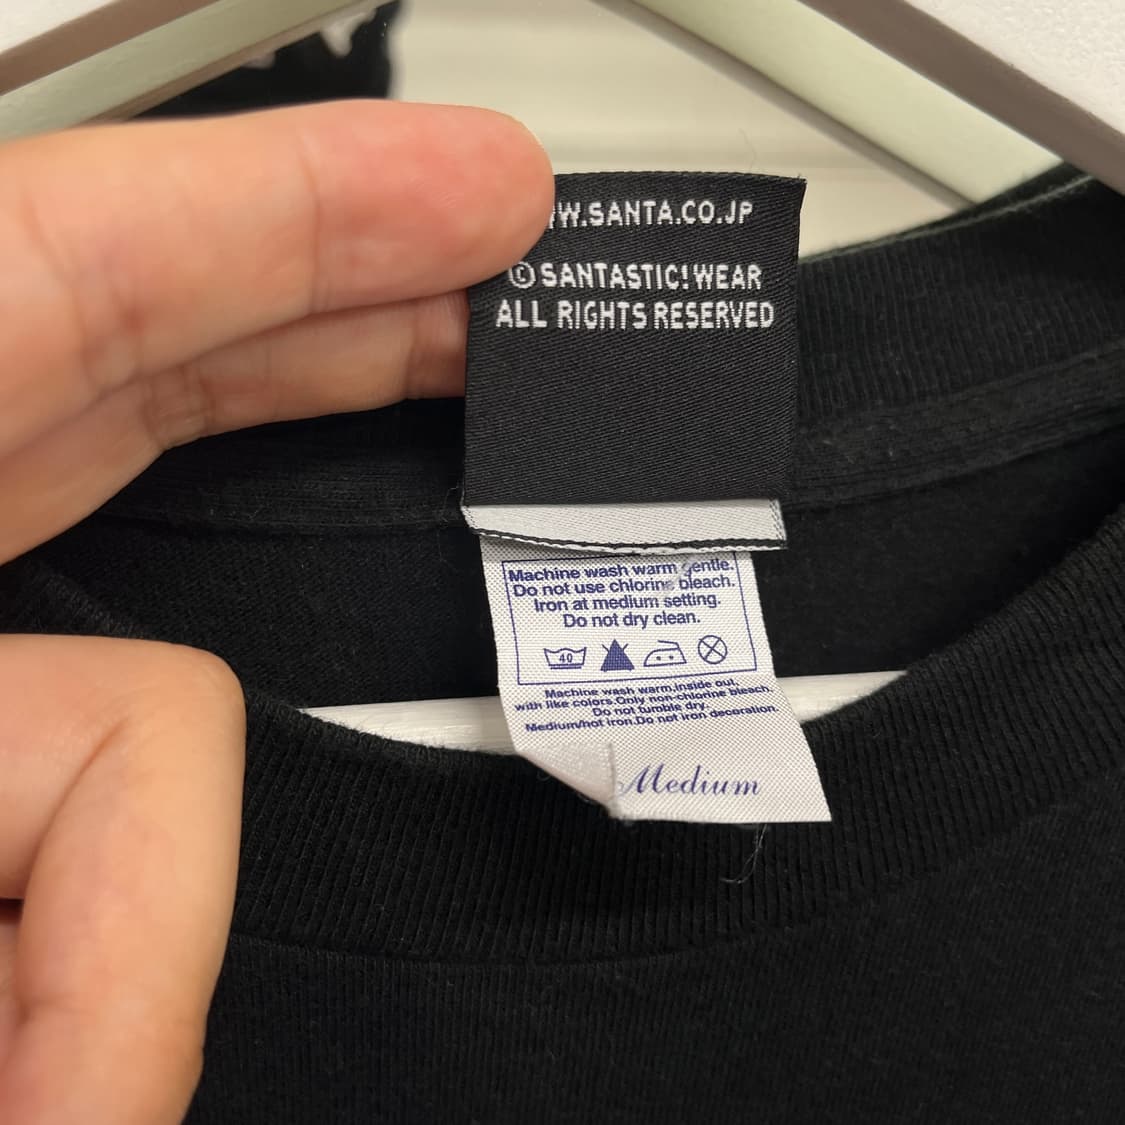 W.SANTA.CO.JP
© SANTASTIC! WEAR
ALL RIGHTS RESERVED
Machine wash warm gentle.
Do not use chlorine bleach.
Iron at medium setting.
Do not dry clean.
40
Machine wash warm,inside out,
with like colors.Only non-chlorine bleach.
Do not tumble dry.
Medium/hot iron.Do not iron decoration.
Medium